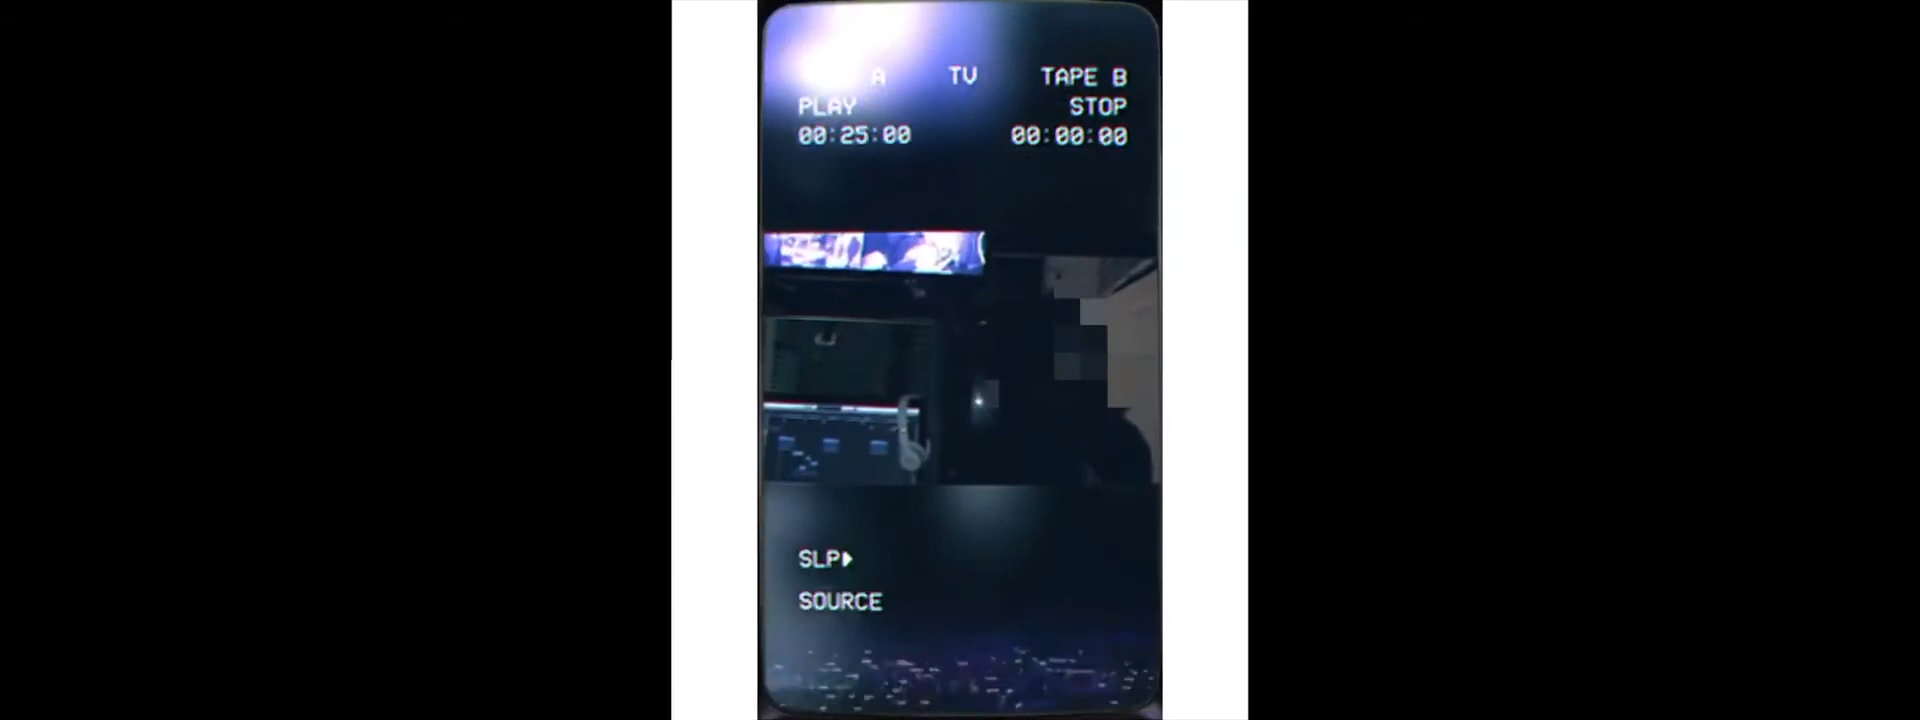 A TV TAPE B
PLAY STOP
00:25:00 00:00:00
SLP
SOURCE